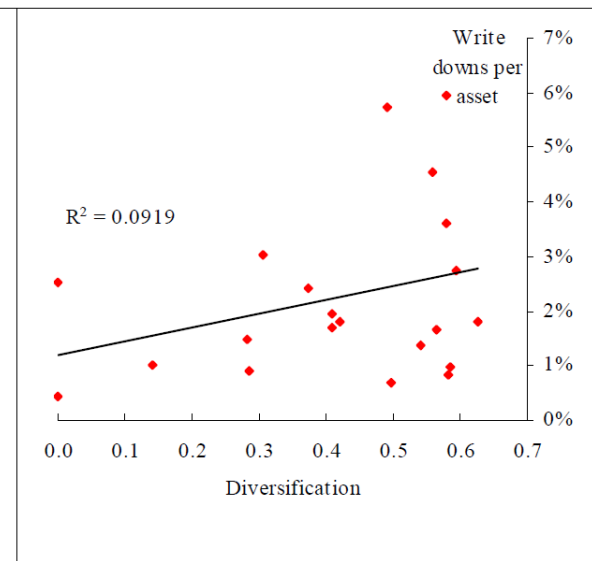 Write
downs per
asset
7%
6%
5%
4%
3%
2%
1%
0%
R² = 0.0919
0.0 0.1 0.2 0.3 0.4 0.5 0.6 0.7
Diversification